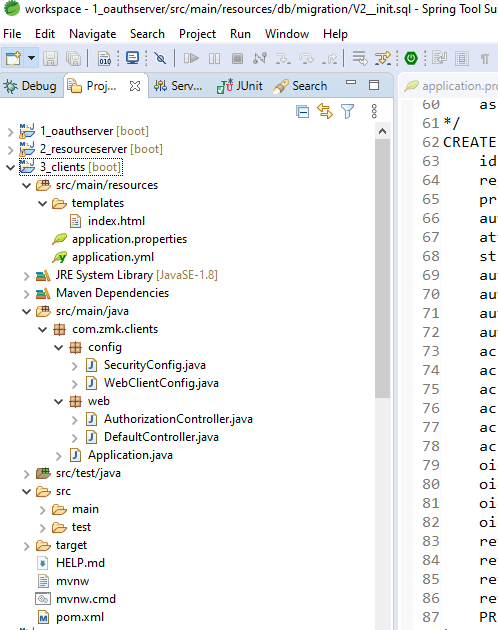 workspace - 1_oauthserver/src/main/resources/db/migration/V2__init.sql - Spring Tool Su
File Edit Navigate Search Project Run Window Help
Debug Proj... Serv... JUnit Search
application.pro
1_oauthserver [boot]
2_resourceserver [boot]
3_clients [boot]
src/main/resources
templates
index.html
application.properties
application.yml
JRE System Library [JavaSE-1.8]
Maven Dependencies
src/main/java
com.zmk.clients
config
SecurityConfig.java
WebClientConfig.java
web
AuthorizationController.java
DefaultController.java
Application.java
src/test/java
src
main
test
target
HELP.md
mvnw
mvnw.cmd
pom.xml
60 as
61 */
62 CREATE
63 id
64 re
65 pr
66 au
67 at
68 st
69 au
70 au
71 au
72 au
73 ac
74 ac
75 ac
76 ac
77 ac
78 ac
79 oi
80 oi
81 oi
82 oi
83 re
84 re
85 re
86 re
87 PR